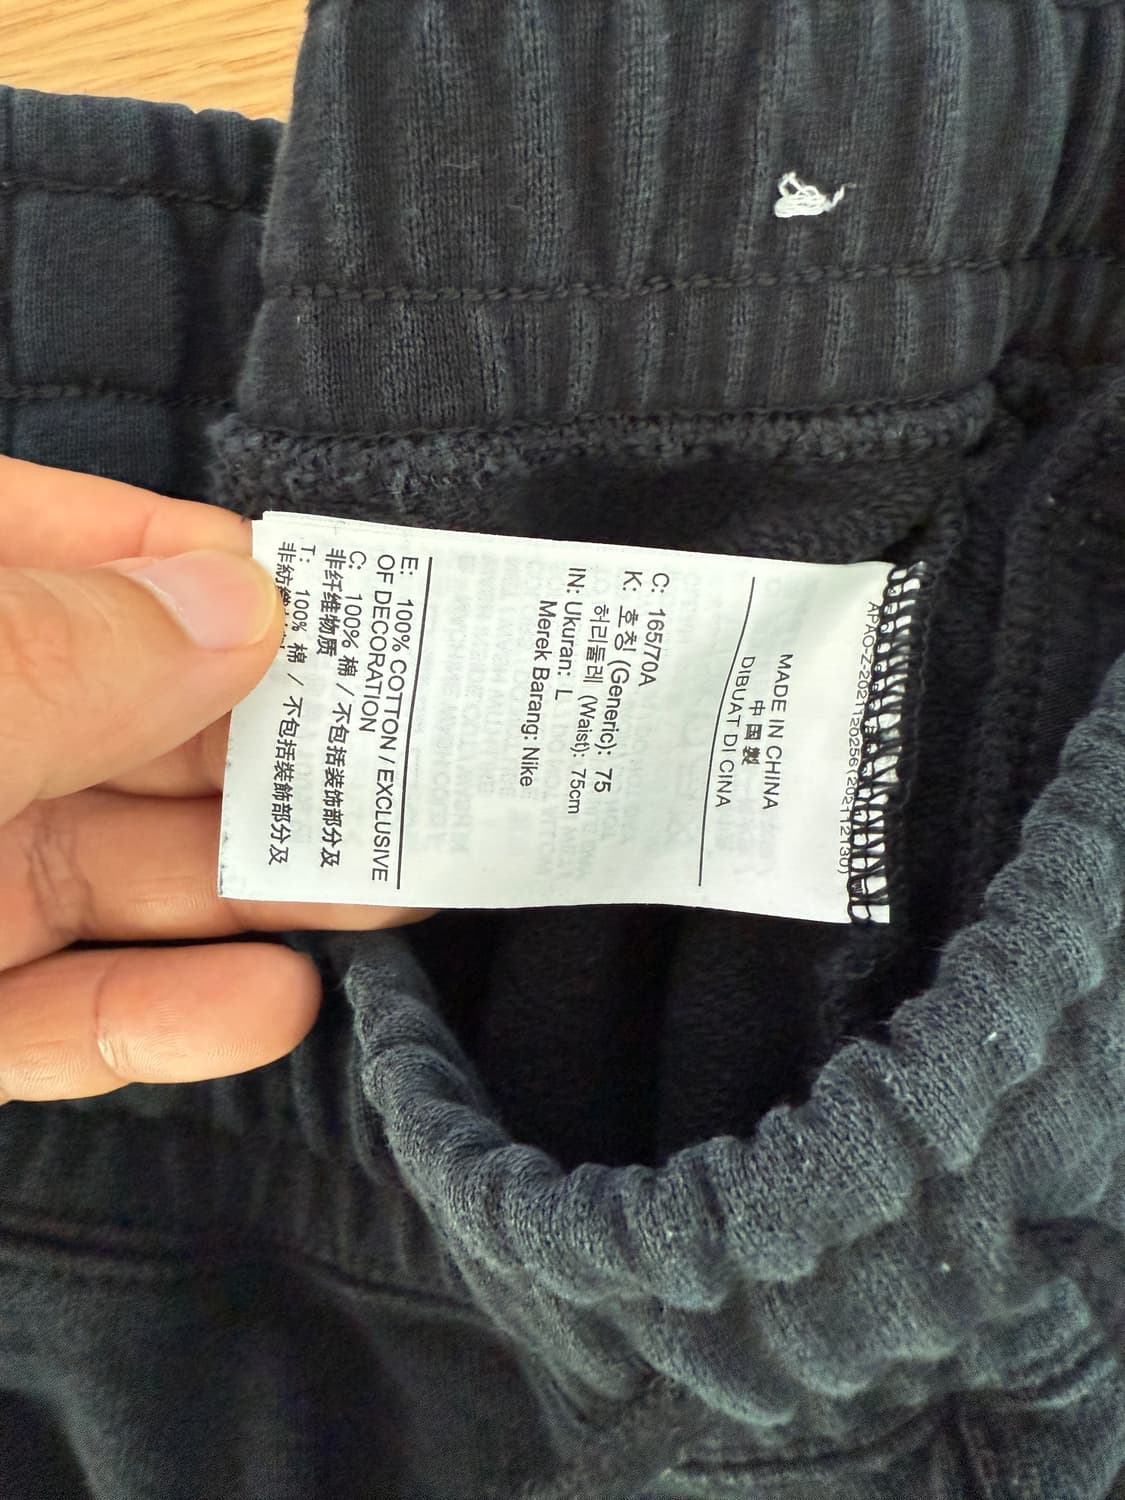 MADE IN CHINA
中国製
DIBUAT DI CINA
C: 165/70A
K: 호칭 (Generic): 75
허리둘레 (Waist): 75cm
IN: Ukuran: L
Merek Barang: Nike
E: 100% COTTON / EXCLUSIVE
OF DECORATION
C: 100% 棉 / 不包括装饰部分及
非纤维物质
T: 100% 棉 / 不包括裝飾部分及
非紡